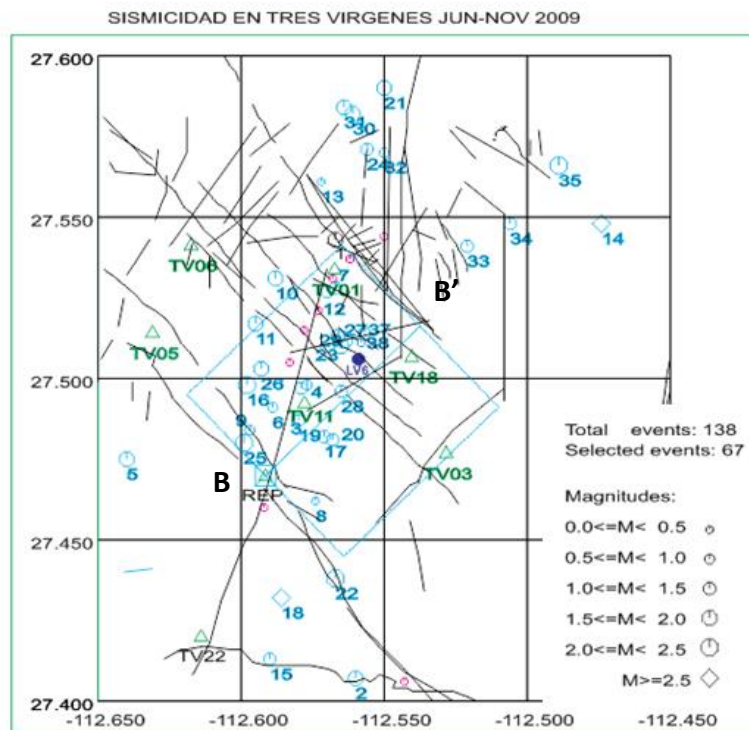 SISMICIDAD EN TRES VIRGENES JUN-NOV 2009
27.600
21
31
30
24 32
35
13
27.550
34
14
TV06
33
7
TV01
B'
10
12
11
TV05
27 37
38
23
LV6
TV18
27.500
26
4
16
TV11
28
6
9
3
19
20
17
25
TV03
5
B
REP
8
27.450
22
18
TV22
15
2
27.400
-112.650 -112.600 -112.550 -112.500 -112.450
Total events: 138
Selected events: 67
Magnitudes:
0.0<=M< 0.5
0.5<=M< 1.0
1.0<=M< 1.5
1.5<=M< 2.0
2.0<=M< 2.5
M>=2.5